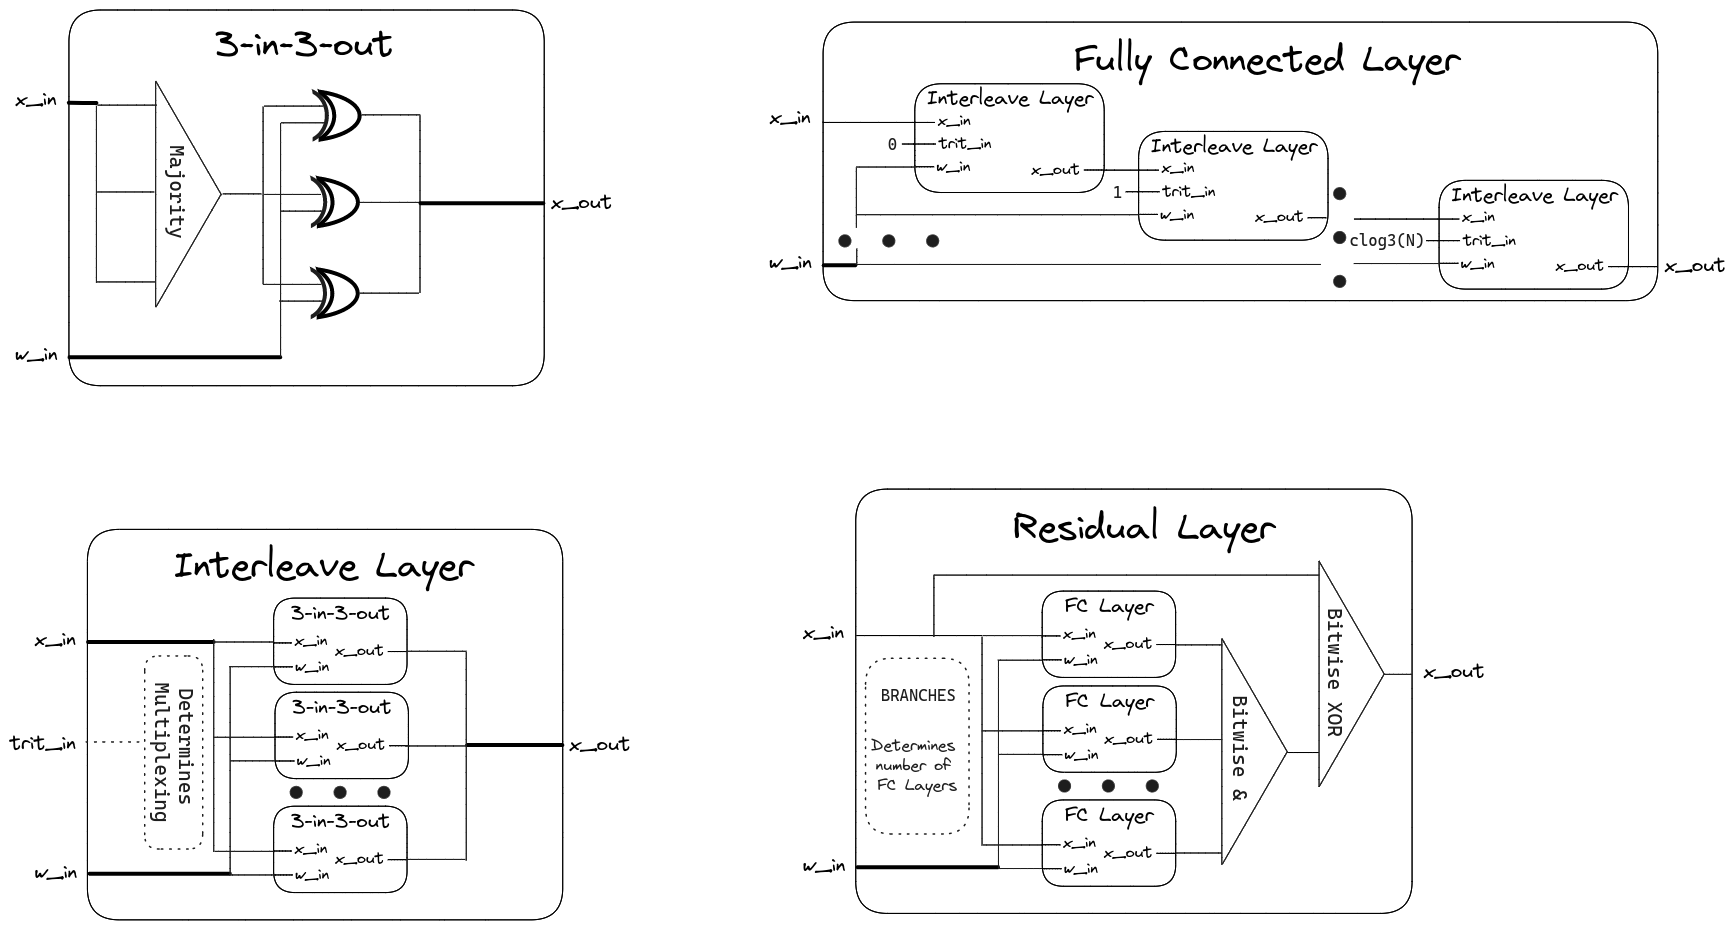 3-in-3-out
x_in
Majority
x_out
w_in
Fully Connected Layer
Interleave Layer
x_in
x_in
0
trit_in
w_in
x_out
Interleave Layer
x_in
1
trit_in
w_in
x_out
Interleave Layer
x_in
clog3(N)
trit_in
w_in
w_in
x_out
x_out
Interleave Layer
x_in
trit_in
w_in
Determines
Multiplexing
3-in-3-out
x_in
x_out
w_in
3-in-3-out
x_in
x_out
w_in
3-in-3-out
x_in
x_out
w_in
x_out
Residual Layer
x_in
BRANCHES
Determines
number of
FC Layers
w_in
FC Layer
x_in
x_out
w_in
FC Layer
x_in
x_out
w_in
FC Layer
x_in
x_out
w_in
Bitwise &
Bitwise XOR
x_out